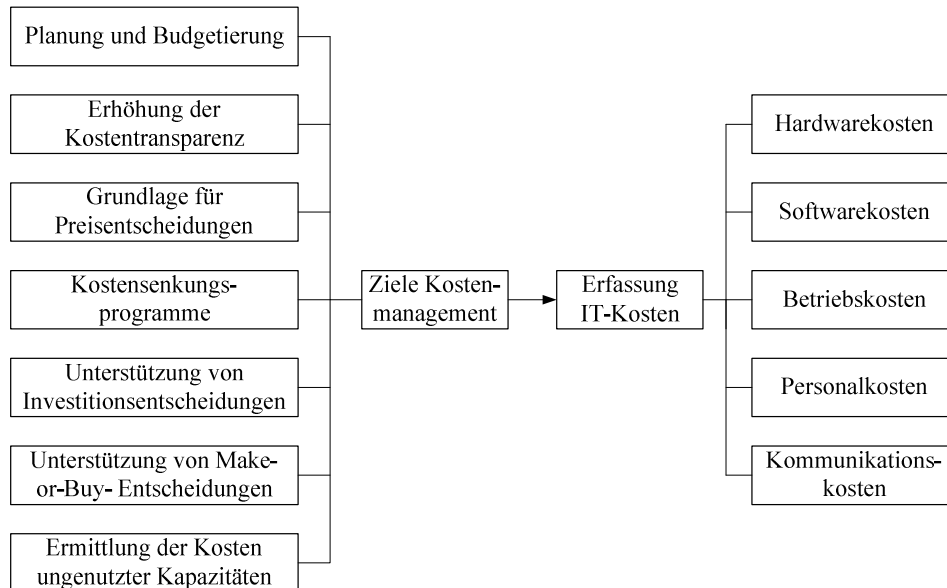 Planung und Budgetierung
Erhöhung der
Kostentransparenz
Grundlage für
Preisentscheidungen
Kostensenkungs-
programme
Unterstützung von
Investitionsentscheidungen
Unterstützung von Make-
or-Buy- Entscheidungen
Ermittlung der Kosten
ungenutzter Kapazitäten
Ziele Kosten-
management
Erfassung
IT-Kosten
Hardwarekosten
Softwarekosten
Betriebskosten
Personalkosten
Kommunikations-
kosten